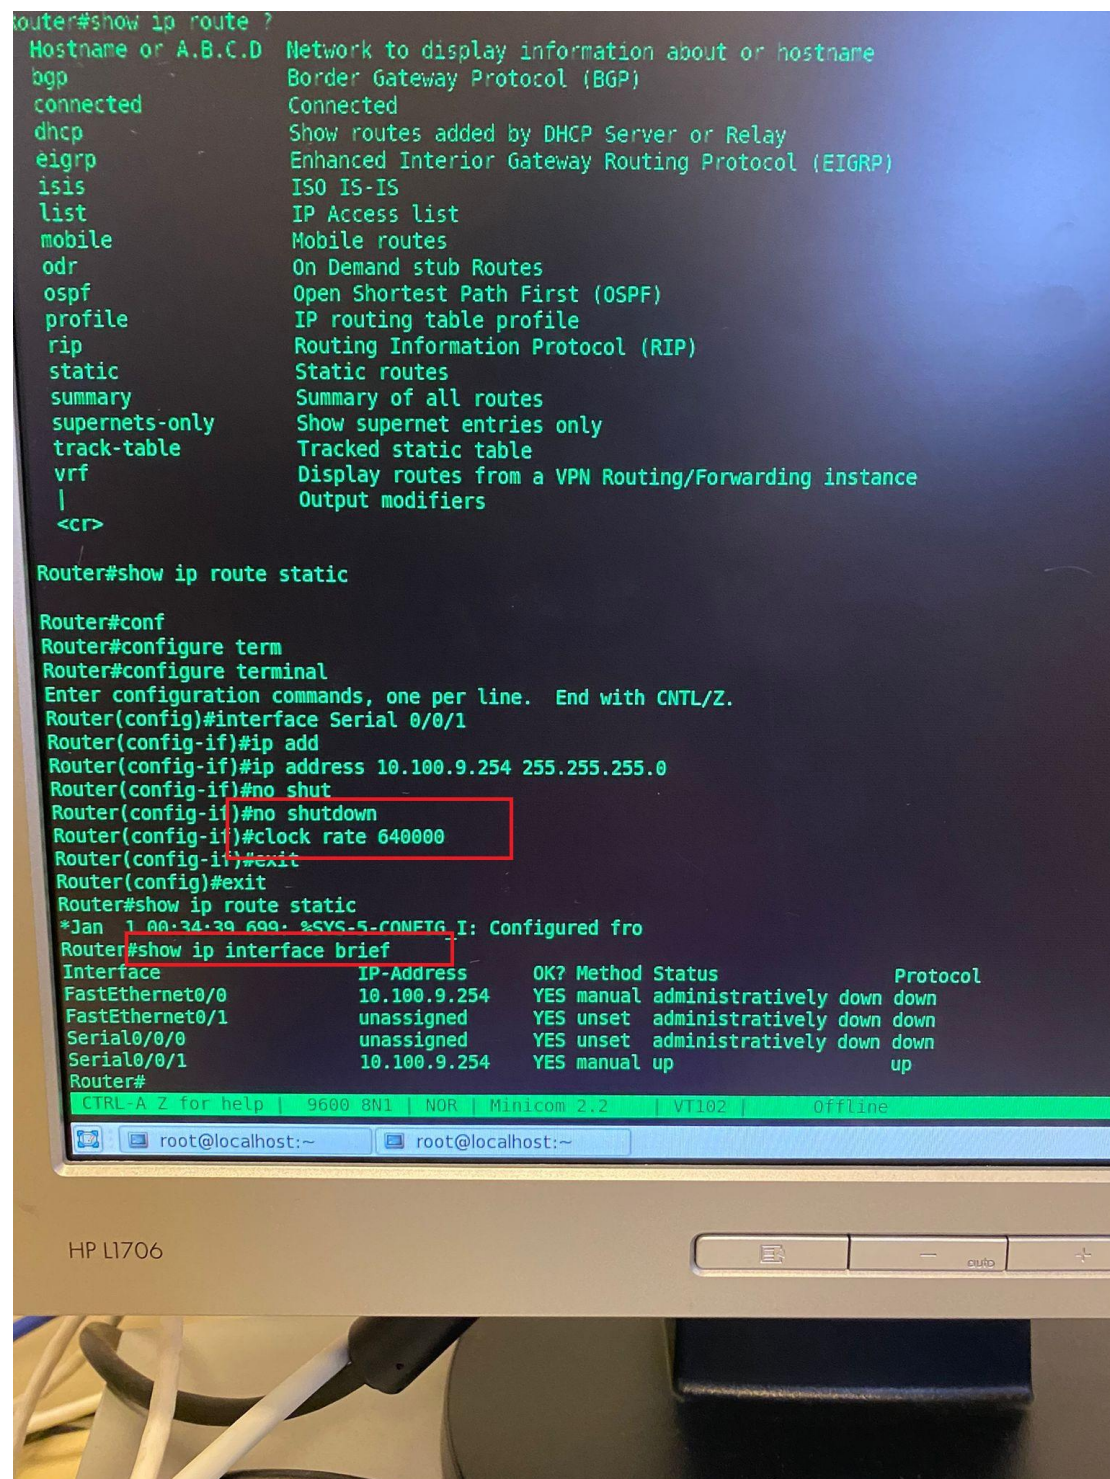 Router#show ip route ?
Hostname or A.B.C.D  Network to display information about or hostname
bgp  Border Gateway Protocol (BGP)
connected  Connected
dhcp  Show routes added by DHCP Server or Relay
eigrp  Enhanced Interior Gateway Routing Protocol (EIGRP)
isis  ISO IS-IS
list  IP Access list
mobile  Mobile routes
odr  On Demand stub Routes
ospf  Open Shortest Path First (OSPF)
profile  IP routing table profile
rip  Routing Information Protocol (RIP)
static  Static routes
summary  Summary of all routes
supernets-only  Show supernet entries only
track-table  Tracked static table
vrf  Display routes from a VPN Routing/Forwarding instance
|  Output modifiers
<cr>
Router#show ip route static
Router#conf
Router#configure term
Router#configure terminal
Enter configuration commands, one per line.  End with CNTL/Z.
Router(config)#interface Serial 0/0/1
Router(config-if)#ip add
Router(config-if)#ip address 10.100.9.254 255.255.255.0
Router(config-if)#no shut
Router(config-if)#no shutdown
Router(config-if)#clock rate 640000
Router(config-if)#exit
Router(config)#exit
Router#show ip route static
*Jan  1 00:34:39.699: %SYS-5-CONFIG_I: Configured fro
Router#show ip interface brief
Interface  IP-Address  OK? Method Status  Protocol
FastEthernet0/0  10.100.9.254  YES manual administratively down down
FastEthernet0/1  unassigned  YES unset  administratively down down
Serial0/0/0  unassigned  YES unset  administratively down down
Serial0/0/1  10.100.9.254  YES manual up  up
Router#
CTRL-A Z for help |  9600 8N1 | NOR | Minicom 2.2  | VT102 |  Offline
root@localhost:~  root@localhost:~
HP L1706
auto